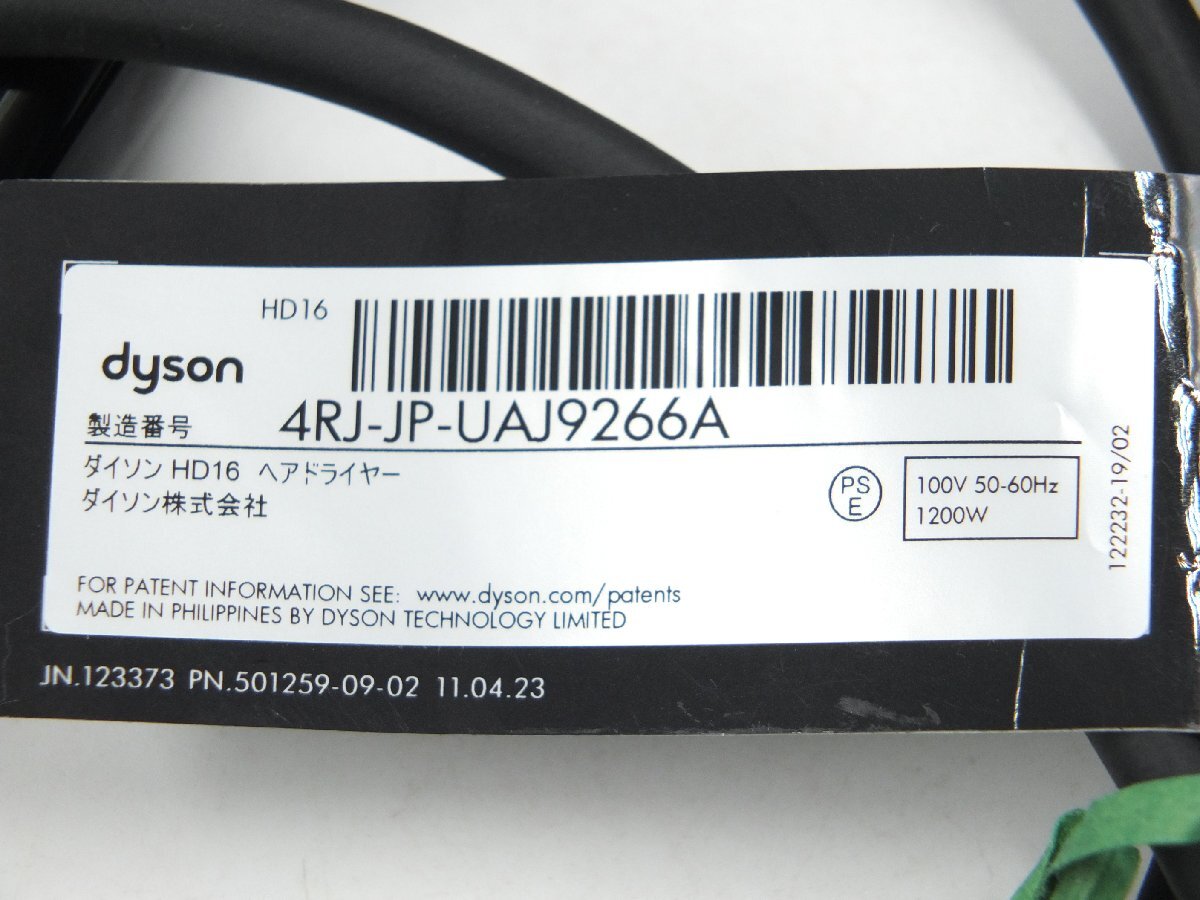 HD16
dyson
製造番号 4RJ-JP-UAJ9266A
ダイソン HD16 ヘアドライヤー
ダイソン株式会社
PS
E
100V 50-60Hz
1200W
122232-19/02
FOR PATENT INFORMATION SEE: www.dyson.com/patents
MADE IN PHILIPPINES BY DYSON TECHNOLOGY LIMITED
JN.123373 PN.501259-09-02 11.04.23